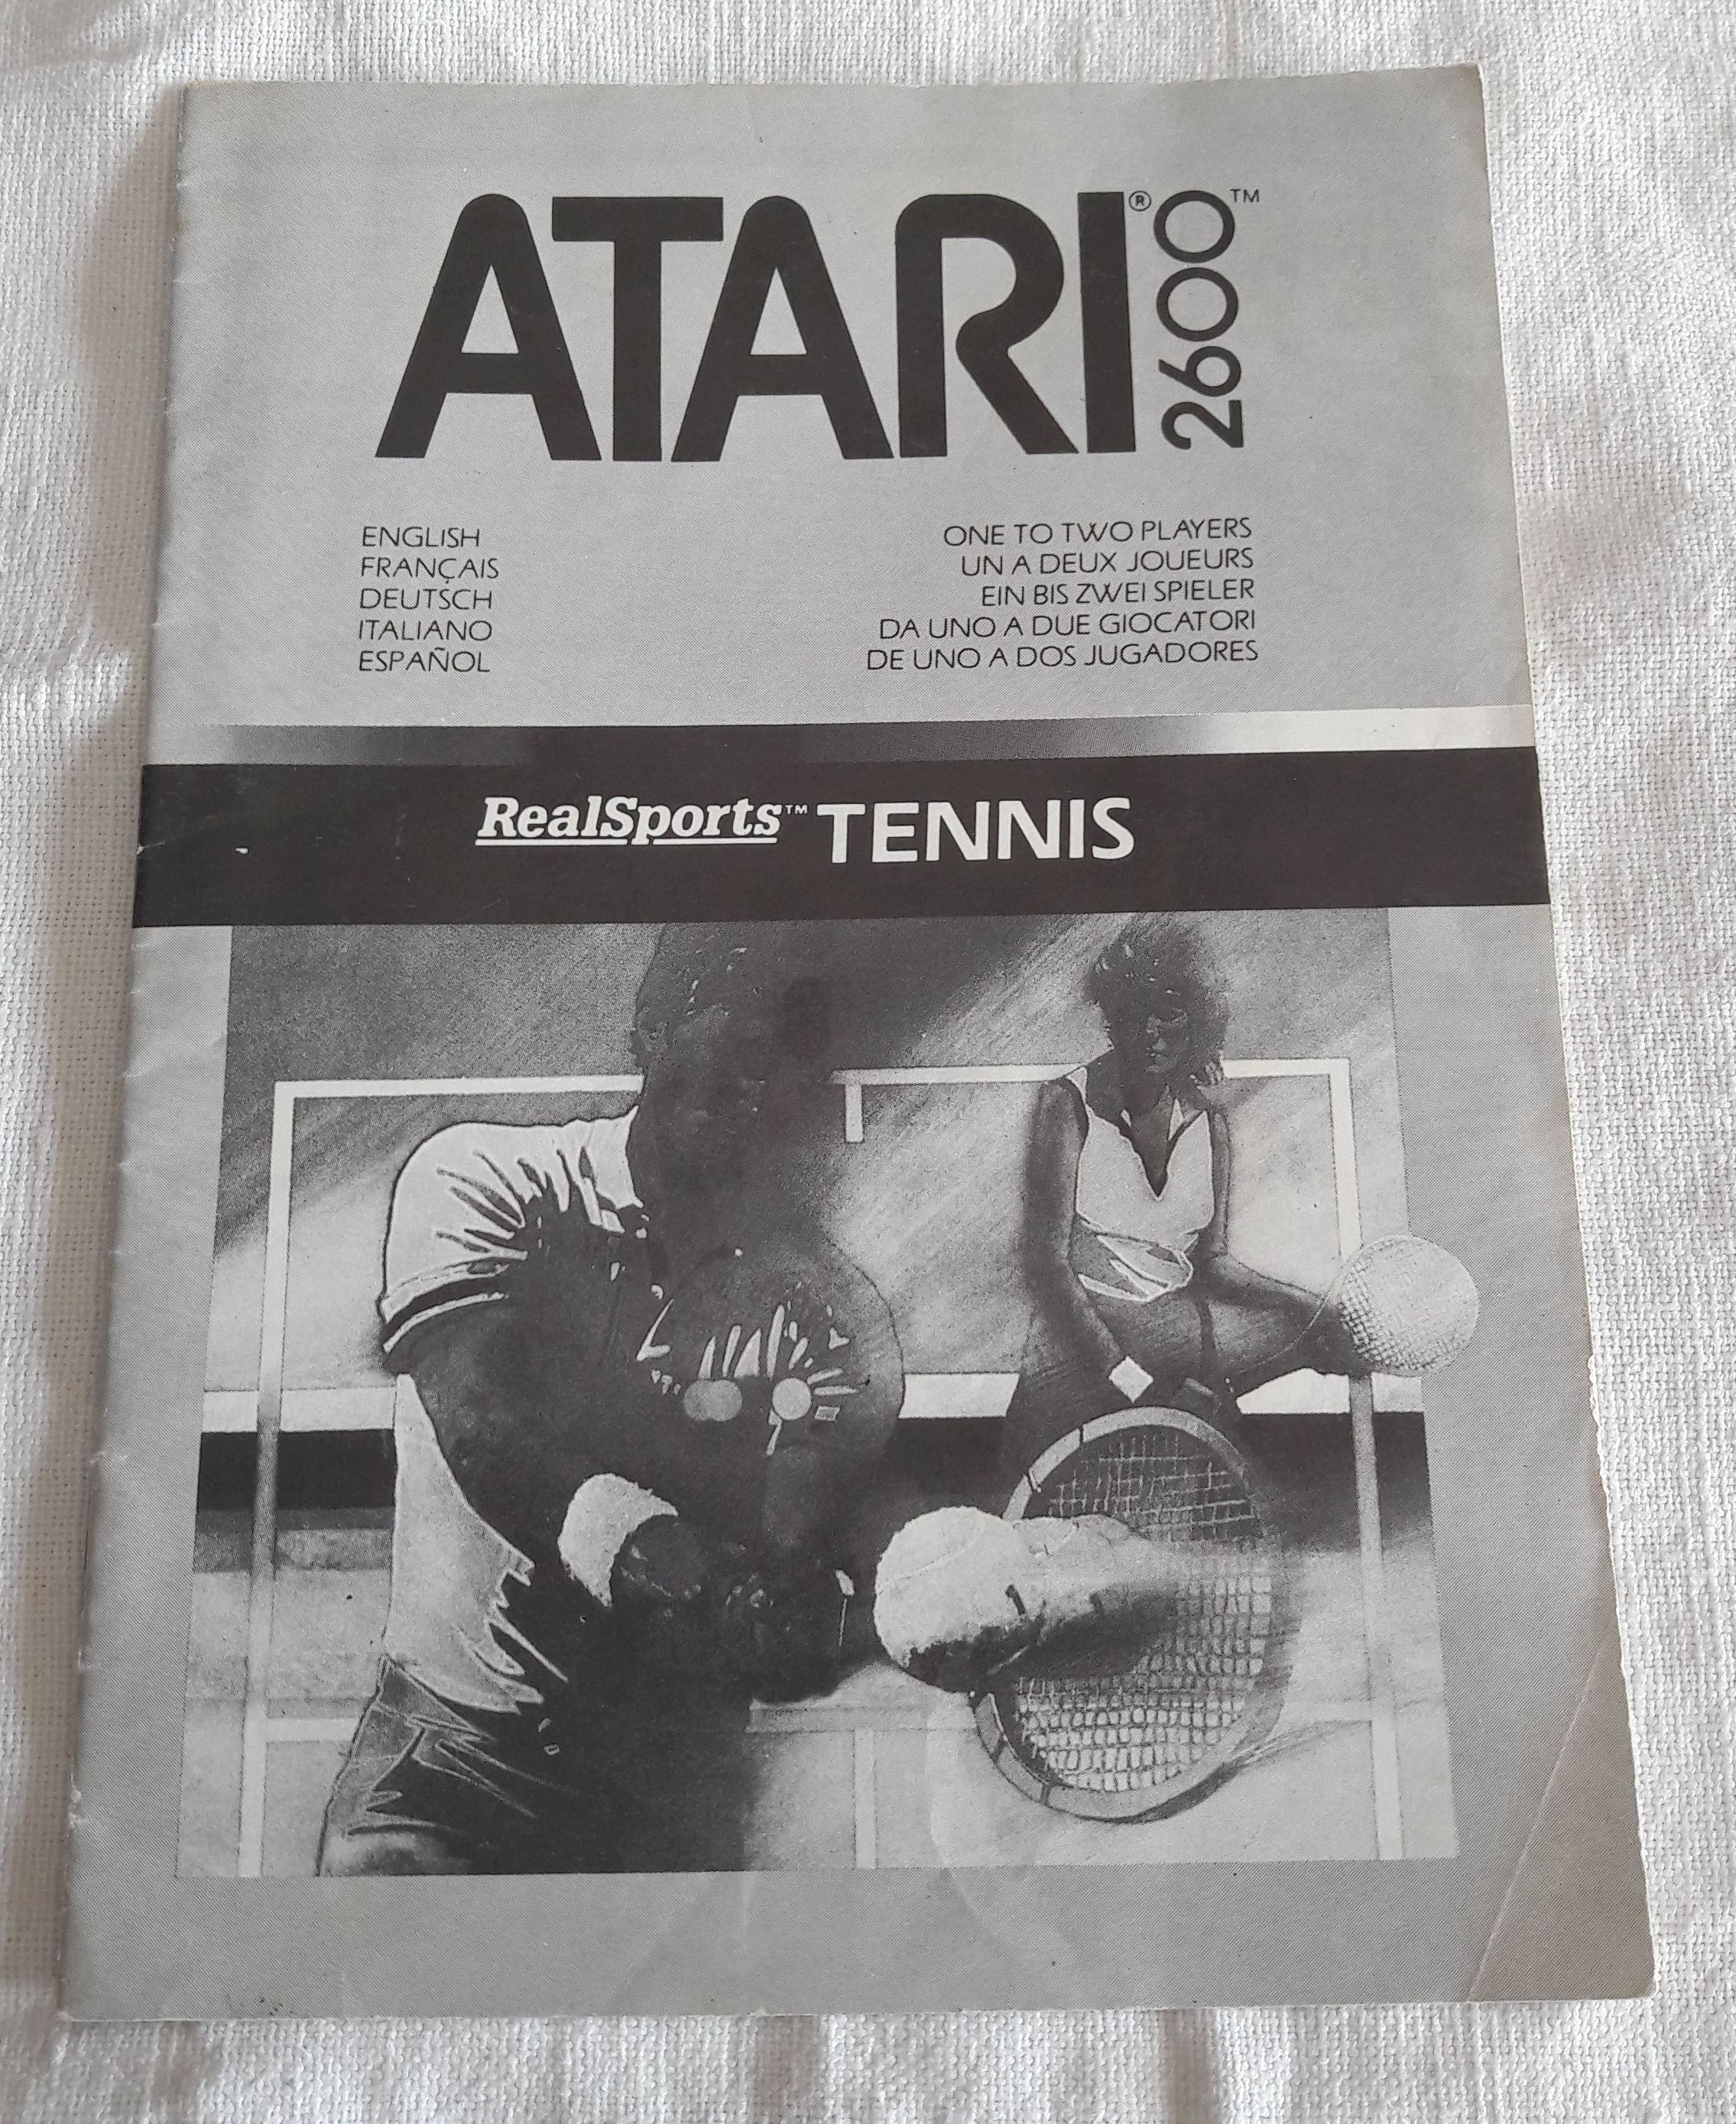 ATARI® 2600™
ENGLISH
FRANÇAIS
DEUTSCH
ITALIANO
ESPAÑOL
ONE TO TWO PLAYERS
UN A DEUX JOUEURS
EIN BIS ZWEI SPIELER
DA UNO A DUE GIOCATORI
DE UNO A DOS JUGADORES
RealSports™ TENNIS